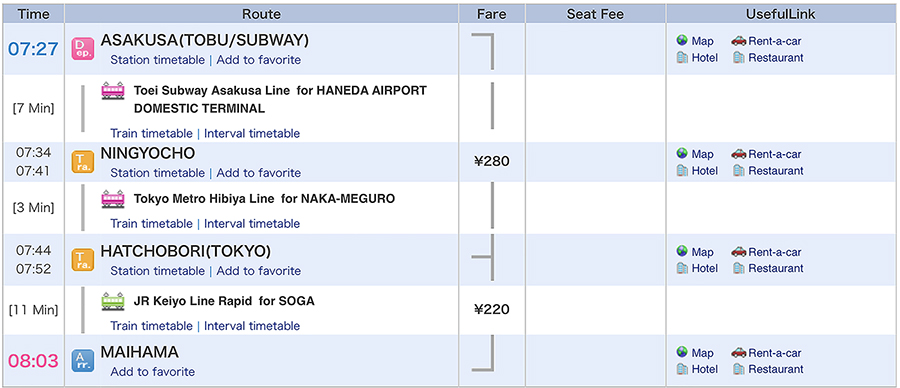 Time Route Fare Seat Fee UsefulLink
07:27 Dep. ASAKUSA(TOBU/SUBWAY) Map Rent-a-car
Station timetable | Add to favorite Hotel Restaurant
Toei Subway Asakusa Line for HANEDA AIRPORT
[7 Min] DOMESTIC TERMINAL
Train timetable | Interval timetable
07:34 Tra. NINGYOCHO ¥280 Map Rent-a-car
07:41 Station timetable | Add to favorite Hotel Restaurant
[3 Min] Tokyo Metro Hibiya Line for NAKA-MEGURO
Train timetable | Interval timetable
07:44 Tra. HATCHOBORI(TOKYO) Map Rent-a-car
07:52 Station timetable | Add to favorite Hotel Restaurant
[11 Min] JR Keiyo Line Rapid for SOGA ¥220
Train timetable | Interval timetable
08:03 Arr. MAIHAMA Map Rent-a-car
Add to favorite Hotel Restaurant